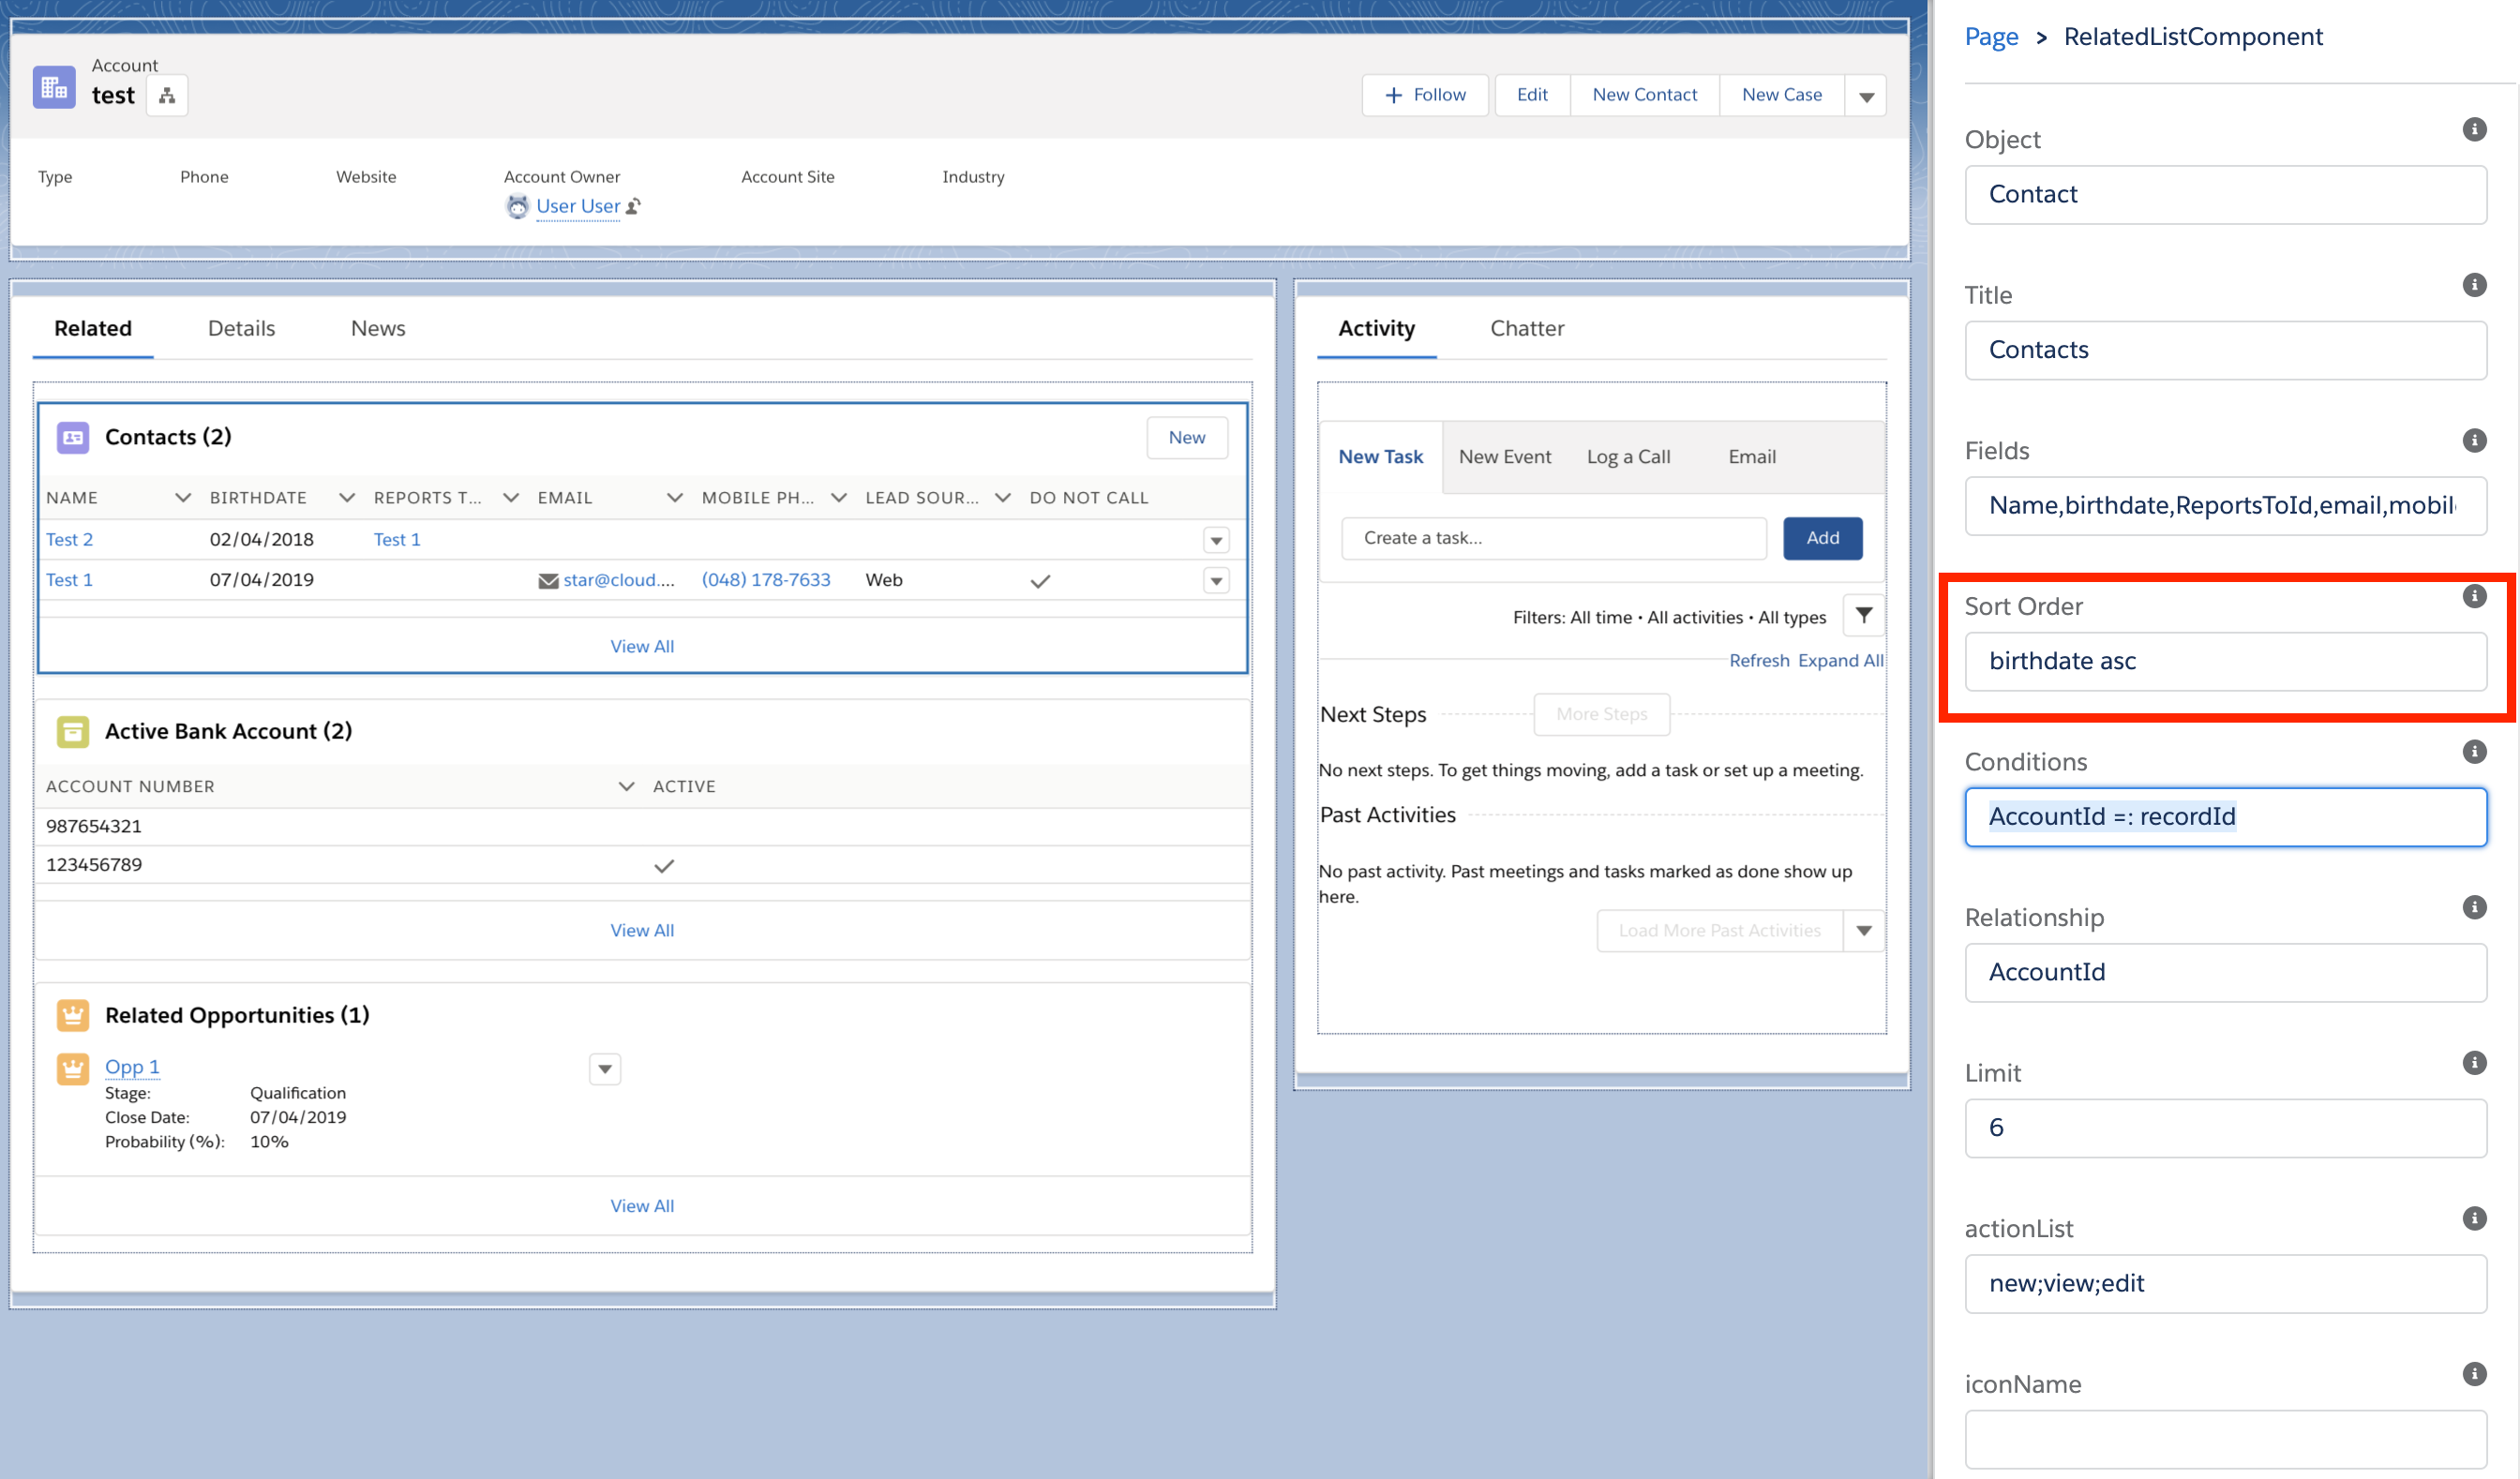 Account
test
Follow
Edit
New Contact
New Case
Type
Phone
Website
Account Owner
Account Site
Industry
User User
Related
Details
News
Contacts (2)
New
NAME
BIRTHDATE
REPORTS T...
EMAIL
MOBILE PH...
LEAD SOUR...
DO NOT CALL
Test 2
02/04/2018
Test 1
Test 1
07/04/2019
star@cloud....
(048) 178-7633
Web
View All
Active Bank Account (2)
ACCOUNT NUMBER
ACTIVE
987654321
123456789
View All
Related Opportunities (1)
Opp 1
Stage: Qualification
Close Date: 07/04/2019
Probability (%): 10%
View All
Activity
Chatter
New Task
New Event
Log a Call
Email
Create a task...
Add
Filters: All time • All activities • All types
Refresh
Expand All
Next Steps
More Steps
No next steps. To get things moving, add a task or set up a meeting.
Past Activities
No past activity. Past meetings and tasks marked as done show up
here.
Load More Past Activities
Page > RelatedListComponent
Object
Contact
Title
Contacts
Fields
Name,birthdate,ReportsToId,email,mobil
Sort Order
birthdate asc
Conditions
AccountId =: recordId
Relationship
AccountId
Limit
6
actionList
new;view;edit
iconName